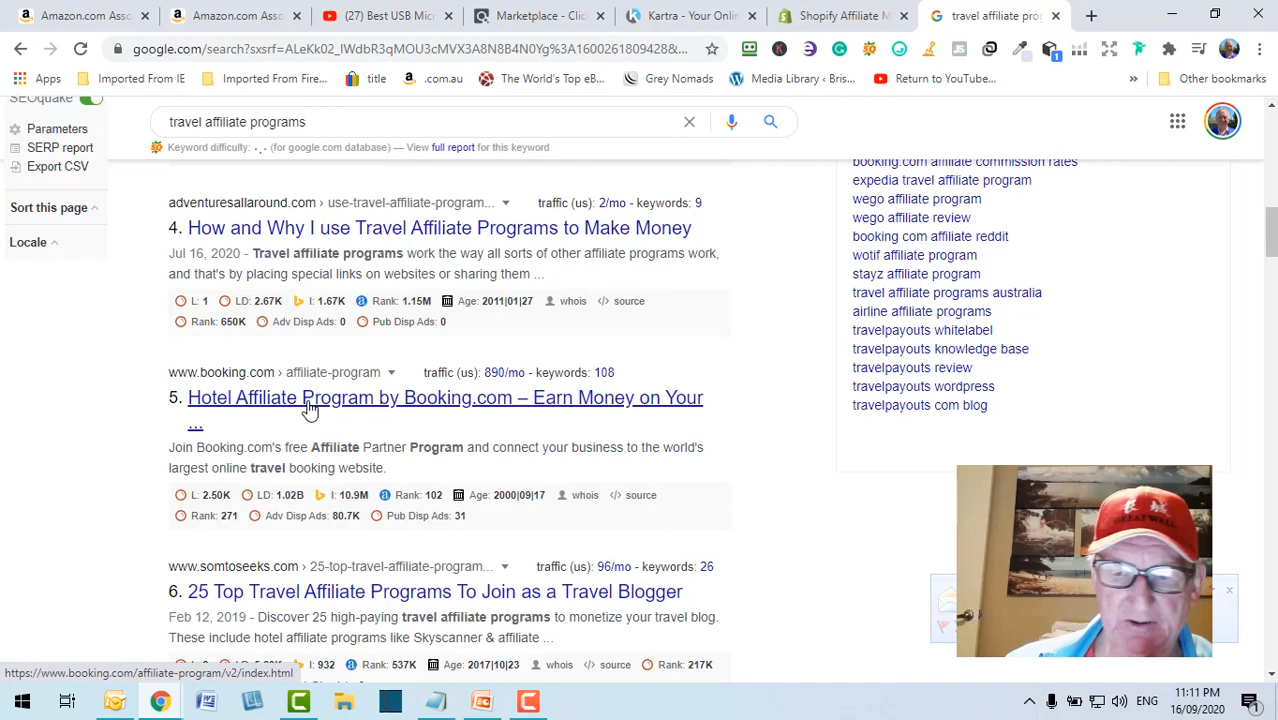 Amazon.com Asso
Amazon.com Asso
(27) Best USB Mic
Marketplace - Clic
Kartra - Your Onlin
Shopify Affiliate M
travel affiliate pro
google.com/search?sxsrf=ALeKk02_lWdbR3qMOU3cMVX3A8N8B4N0Yg%3A1600261809428&...
Apps
Imported From IE
Imported From Fire...
title
.com.au
The World's Top eB...
Grey Nomads
Media Library ‹ Bris...
Return to YouTube...
»
Other bookmarks
SEOquake
Parameters
SERP report
Export CSV
Sort this page
Locale
travel affiliate programs
Keyword difficulty: (for google.com database) — View full report for this keyword
adventuresallaround.com › use-travel-affiliate-program... traffic (us): 2/mo - keywords: 9
4. How and Why I use Travel Affiliate Programs to Make Money
Jul 16, 2020 - Travel affiliate programs work the way all sorts of other affiliate programs work,
and that's by placing special links on websites or sharing them ...
L: 1 LD: 2.67K I: 1.67K Rank: 1.15M Age: 2011|01|27 whois </> source
Rank: 650K Adv Disp Ads: 0 Pub Disp Ads: 0
www.booking.com › affiliate-program traffic (us): 890/mo - keywords: 108
5. Hotel Affiliate Program by Booking.com – Earn Money on Your
...
Join Booking.com's free Affiliate Partner Program and connect your business to the world's
largest online travel booking website.
L: 2.50K LD: 1.02B I: 10.9M Rank: 102 Age: 2000|09|17 whois </> source
Rank: 271 Adv Disp Ads: 80.7K Pub Disp Ads: 31
www.somtoseeks.com › 25-top-travel-affiliate-program... traffic (us): 96/mo - keywords: 26
6. 25 Top Travel Affiliate Programs To Join as a Travel Blogger
Feb 12, 2019 - Discover 25 high-paying travel affiliate programs to monetize your travel blog.
These include hotel affiliate programs like Skyscanner & affiliate ...
I: 932 Rank: 537K Age: 2017|10|23 whois </> source Rank: 217K
booking.com affiliate commission rates
expedia travel affiliate program
wego affiliate program
wego affiliate review
booking com affiliate reddit
wotif affiliate program
stayz affiliate program
travel affiliate programs australia
airline affiliate programs
travelpayouts whitelabel
travelpayouts knowledge base
travelpayouts review
travelpayouts wordpress
travelpayouts com blog
GREATWALL
https://www.booking.com/affiliate-program/v2/index.html
ENG
11:11 PM
16/09/2020